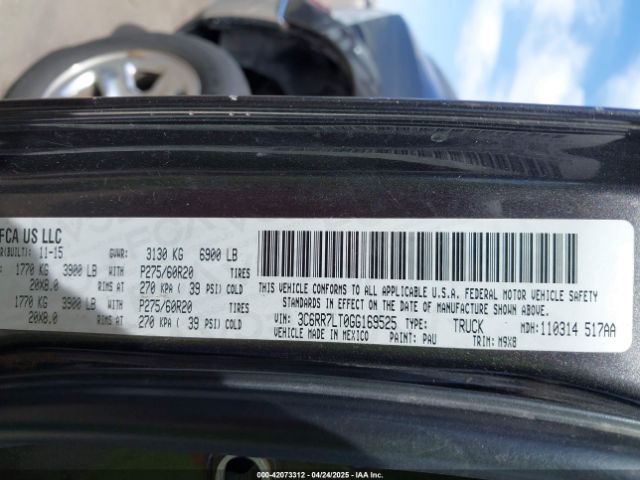 FCA US LLC
R(BUILT): 11-15 GVWR: 3130 KG 6900 LB
1770 KG 3900 LB WITH P275/60R20 TIRES
20X8.0 RIMS AT 270 KPA ( 39 PSI) COLD
1770 KG 3900 LB WITH P275/60R20 TIRES
20X8.0 RIMS AT 270 KPA ( 39 PSI) COLD
THIS VEHICLE CONFORMS TO ALL APPLICABLE U.S.A. FEDERAL MOTOR VEHICLE SAFETY
STANDARDS IN EFFECT ON THE DATE OF MANUFACTURE SHOWN ABOVE
VIN: 3C6RR7LT0GG169525 TYPE: TRUCK MDH: 110314 517AA
VEHICLE MADE IN MEXICO PAINT: PAU TRIM: M9X8
000-42073312 - 04/24/2025 - IAAI.COM